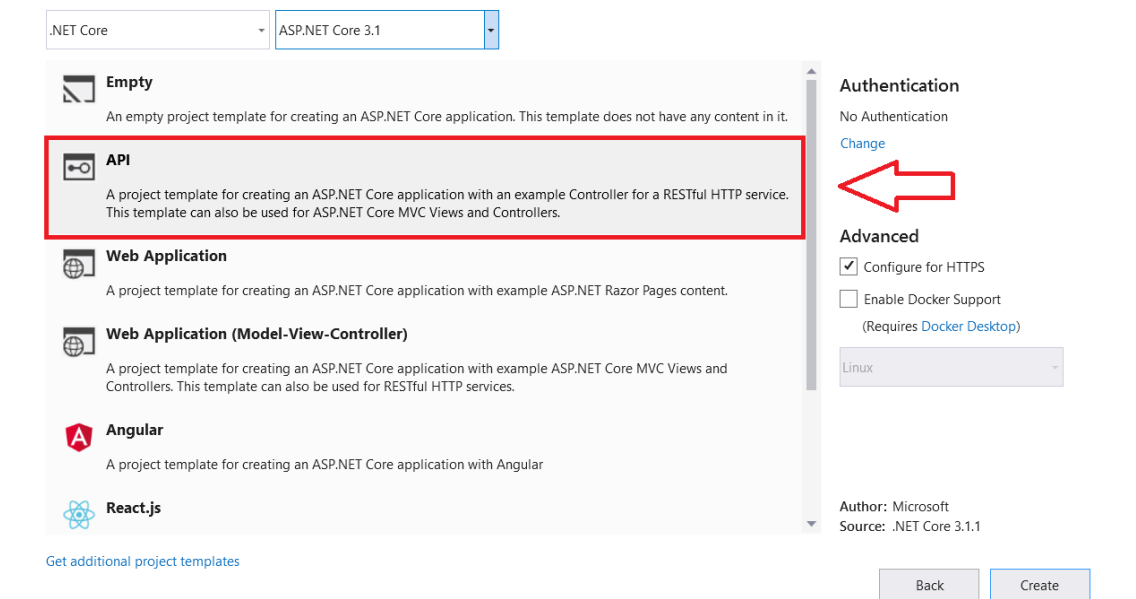 .NET Core
ASP.NET Core 3.1
Empty
An empty project template for creating an ASP.NET Core application. This template does not have any content in it.
API
A project template for creating an ASP.NET Core application with an example Controller for a RESTful HTTP service.
This template can also be used for ASP.NET Core MVC Views and Controllers.
Web Application
A project template for creating an ASP.NET Core application with example ASP.NET Razor Pages content.
Web Application (Model-View-Controller)
A project template for creating an ASP.NET Core application with example ASP.NET Core MVC Views and
Controllers. This template can also be used for RESTful HTTP services.
Angular
A project template for creating an ASP.NET Core application with Angular
React.js
Get additional project templates
Authentication
No Authentication
Change
Advanced
Configure for HTTPS
Enable Docker Support
(Requires Docker Desktop)
Linux
Author: Microsoft
Source: .NET Core 3.1.1
Back
Create